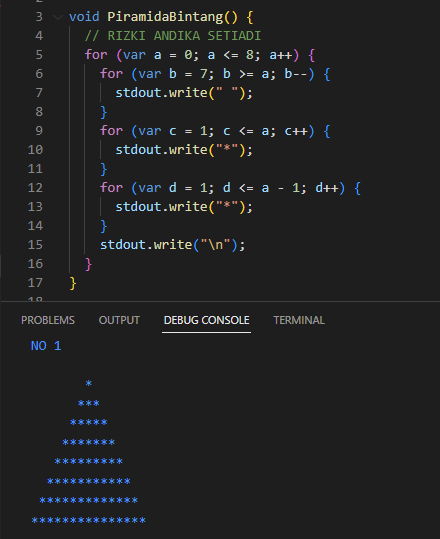 3 void PiramidaBintang() {
4   // RIZKI ANDIKA SETIADI
5   for (var a = 0; a <= 8; a++) {
6     for (var b = 7; b >= a; b--) {
7       stdout.write(" ");
8     }
9     for (var c = 1; c <= a; c++) {
10       stdout.write("*");
11     }
12     for (var d = 1; d <= a - 1; d++) {
13       stdout.write("*");
14     }
15     stdout.write("\n");
16   }
17 }
18
PROBLEMS OUTPUT DEBUG CONSOLE TERMINAL
NO 1
       *
      ***
     *****
    *******
   *********
  ***********
 *************
***************